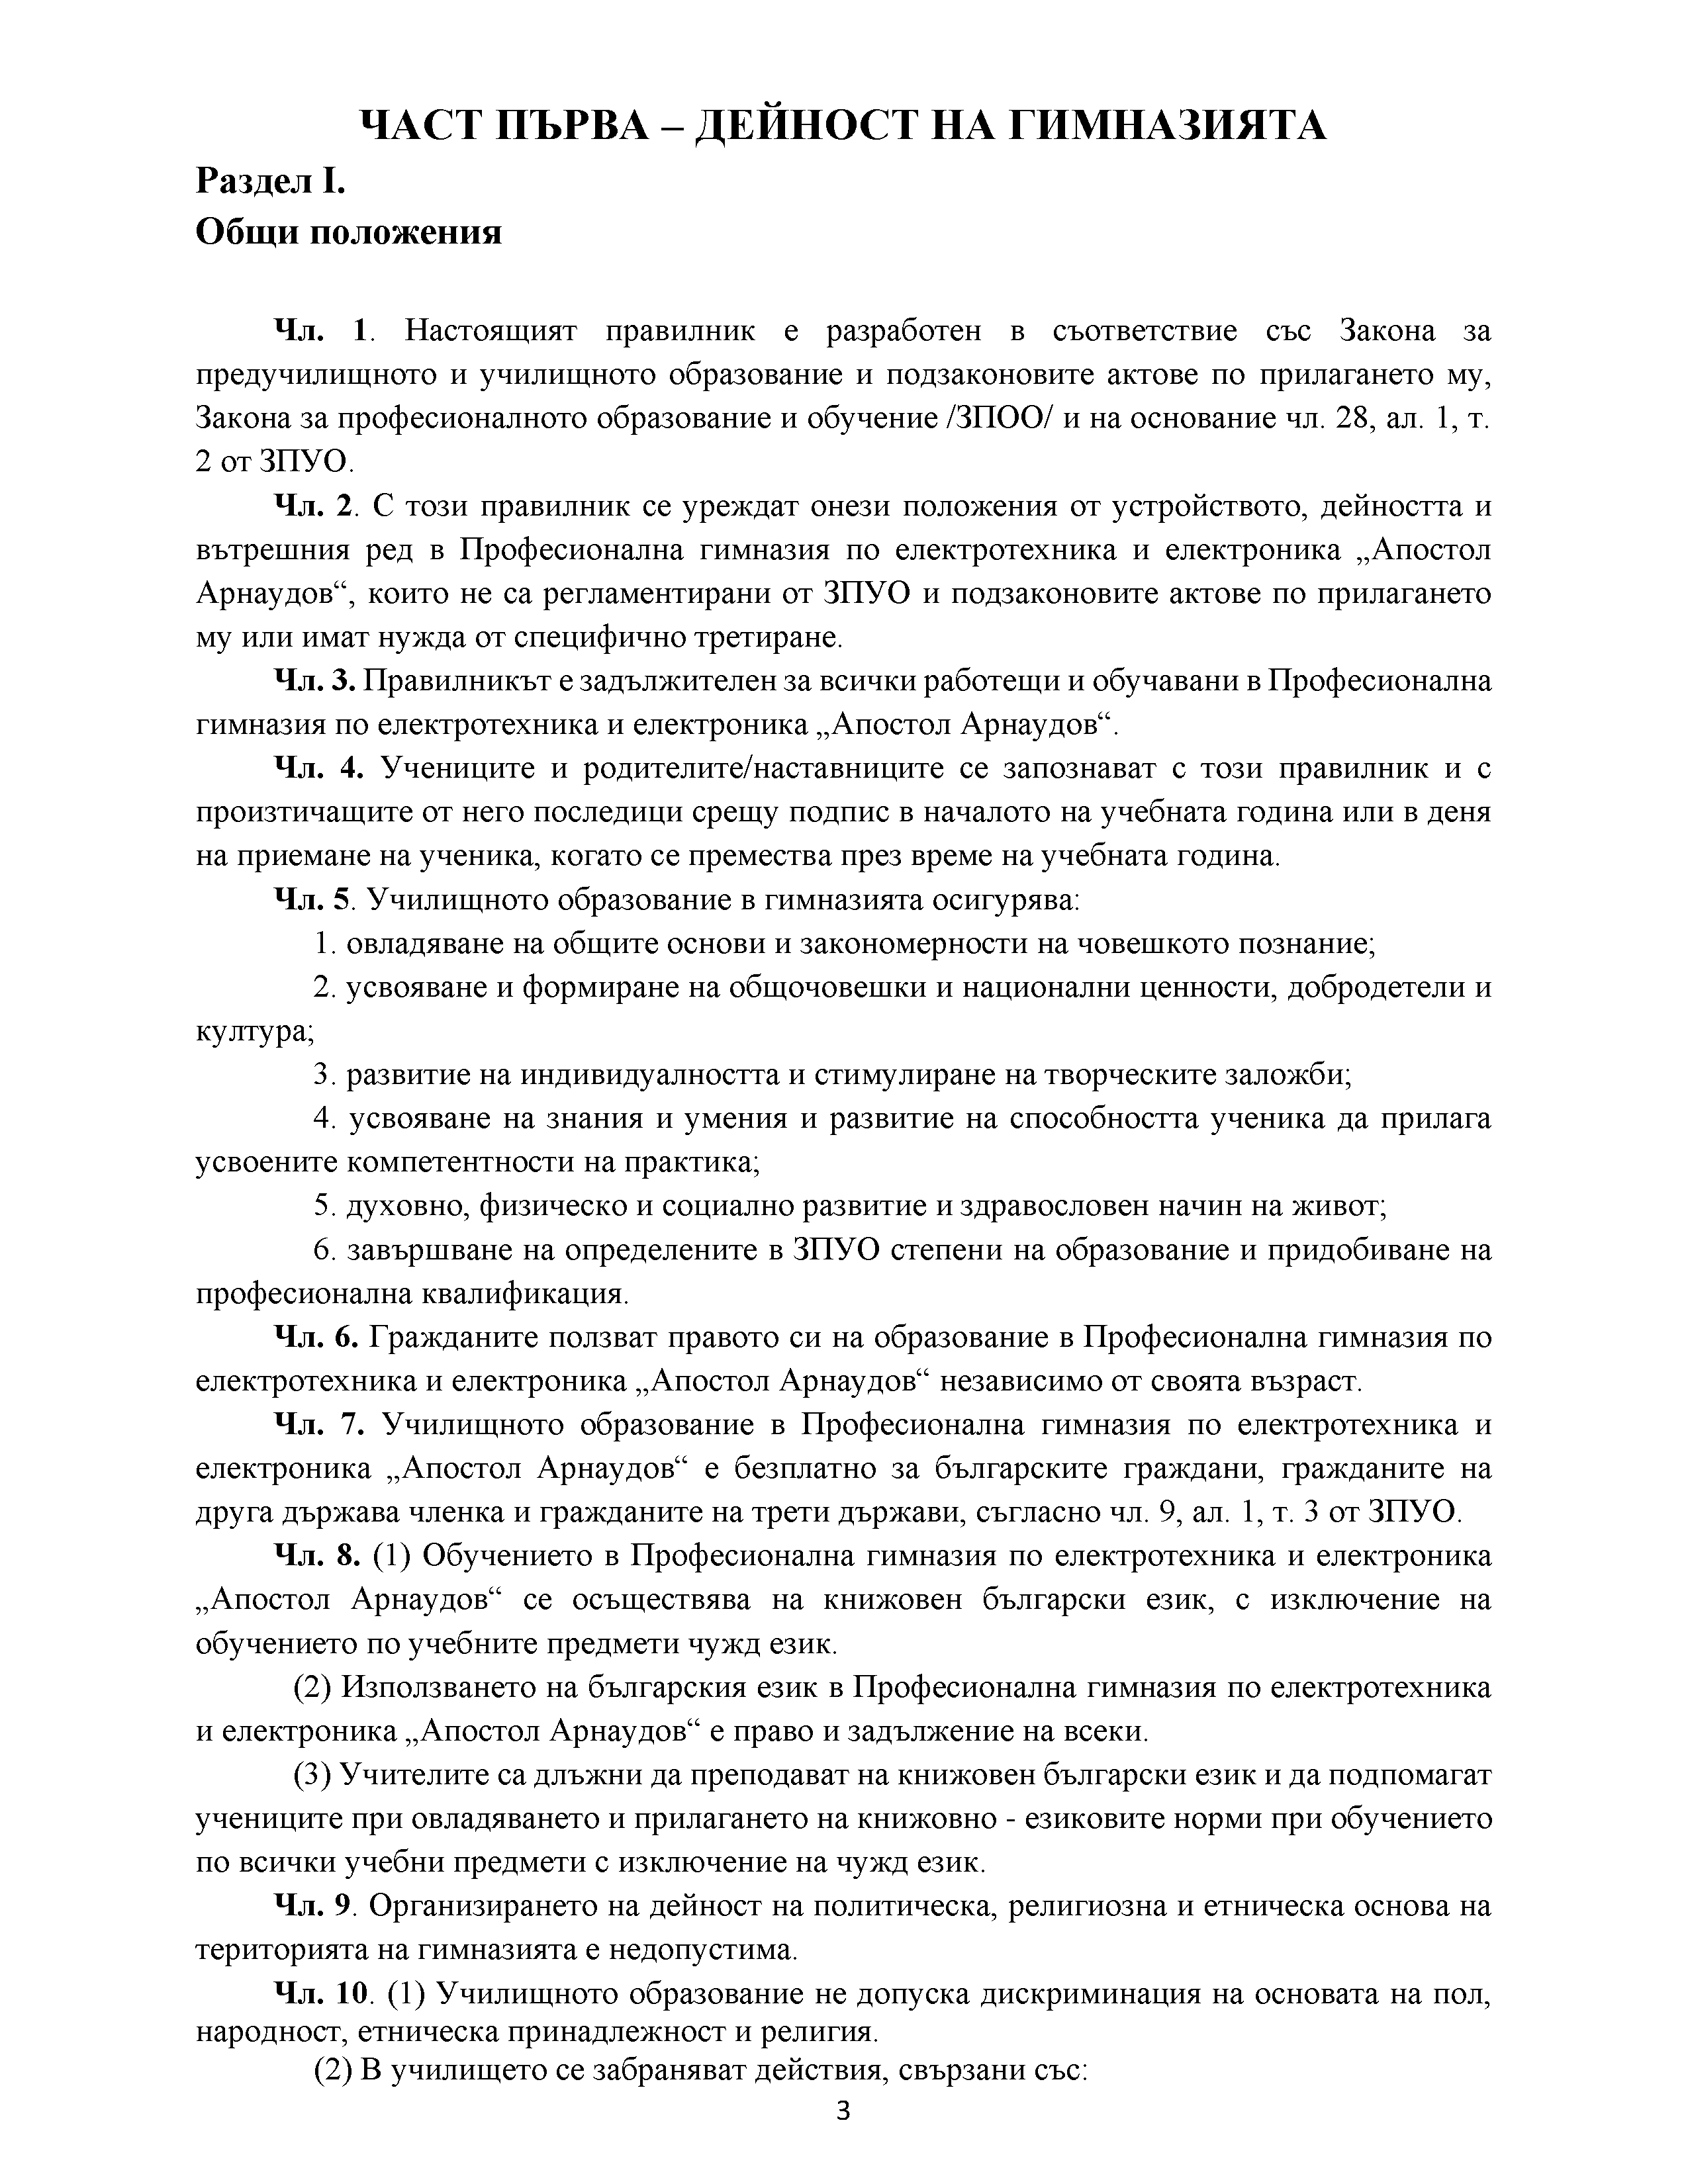 ЧАСТ ПЪРВА – ДЕЙНОСТ НА ГИМНАЗИЯТА
Раздел I.
Общи положения
Чл. 1. Настоящият правилник е разработен в съответствие със Закона за
предучилищното и училищното образование и подзаконовите актове по прилагането му,
Закона за професионалното образование и обучение /ЗПОО/ и на основание чл. 28, ал. 1, т.
2 от ЗПУО.
Чл. 2. С този правилник се уреждат онези положения от устройството, дейността и
вътрешния ред в Професионална гимназия по електротехника и електроника „Апостол
Арнаудов“, които не са регламентирани от ЗПУО и подзаконовите актове по прилагането
му или имат нужда от специфично третиране.
Чл. 3. Правилникът е задължителен за всички работещи и обучавани в Професионална
гимназия по електротехника и електроника „Апостол Арнаудов“.
Чл. 4. Учениците и родителите/наставниците се запознават с този правилник и с
произтичащите от него последици срещу подпис в началото на учебната година или в деня
на приемане на ученика, когато се премества през време на учебната година.
Чл. 5. Училищното образование в гимназията осигурява:
1. овладяване на общите основи и закономерности на човешкото познание;
2. усвояване и формиране на общочовешки и национални ценности, добродетели и
култура;
3. развитие на индивидуалността и стимулиране на творческите заложби;
4. усвояване на знания и умения и развитие на способността ученика да прилага
усвоените компетентности на практика;
5. духовно, физическо и социално развитие и здравословен начин на живот;
6. завършване на определените в ЗПУО степени на образование и придобиване на
професионална квалификация.
Чл. 6. Гражданите ползват правото си на образование в Професионална гимназия по
електротехника и електроника „Апостол Арнаудов“ независимо от своята възраст.
Чл. 7. Училищното образование в Професионална гимназия по електротехника и
електроника „Апостол Арнаудов“ е безплатно за българските граждани, гражданите на
друга държава членка и гражданите на трети държави, съгласно чл. 9, ал. 1, т. 3 от ЗПУО.
Чл. 8. (1) Обучението в Професионална гимназия по електротехника и електроника
„Апостол Арнаудов“ се осъществява на книжовен български език, с изключение на
обучението по учебните предмети чужд език.
(2) Използването на българския език в Професионална гимназия по електротехника
и електроника „Апостол Арнаудов“ е право и задължение на всеки.
(3) Учителите са длъжни да преподават на книжовен български език и да подпомагат
учениците при овладяването и прилагането на книжовно - езиковите норми при обучението
по всички учебни предмети с изключение на чужд език.
Чл. 9. Организирането на дейност на политическа, религиозна и етническа основа на
територията на гимназията е недопустима.
Чл. 10. (1) Училищното образование не допуска дискриминация на основата на пол,
народност, етническа принадлежност и религия.
(2) В училището се забраняват действия, свързани със:
3